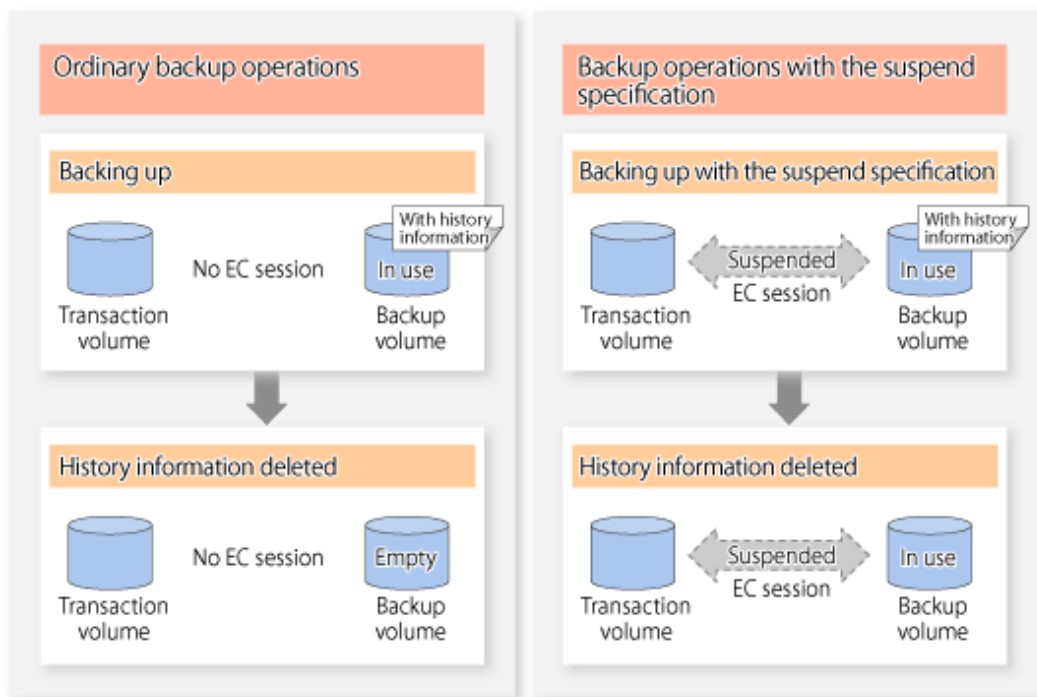 Ordinary backup operations
Backing up
With history
information
No EC session
In use
Transaction
volume
Backup
volume
History information deleted
No EC session
Empty
Transaction
volume
Backup
volume
Backup operations with the suspend
specification
Backing up with the suspend specification
With history
information
Suspended
In use
EC session
Transaction
volume
Backup
volume
History information deleted
Suspended
In use
EC session
Transaction
volume
Backup
volume